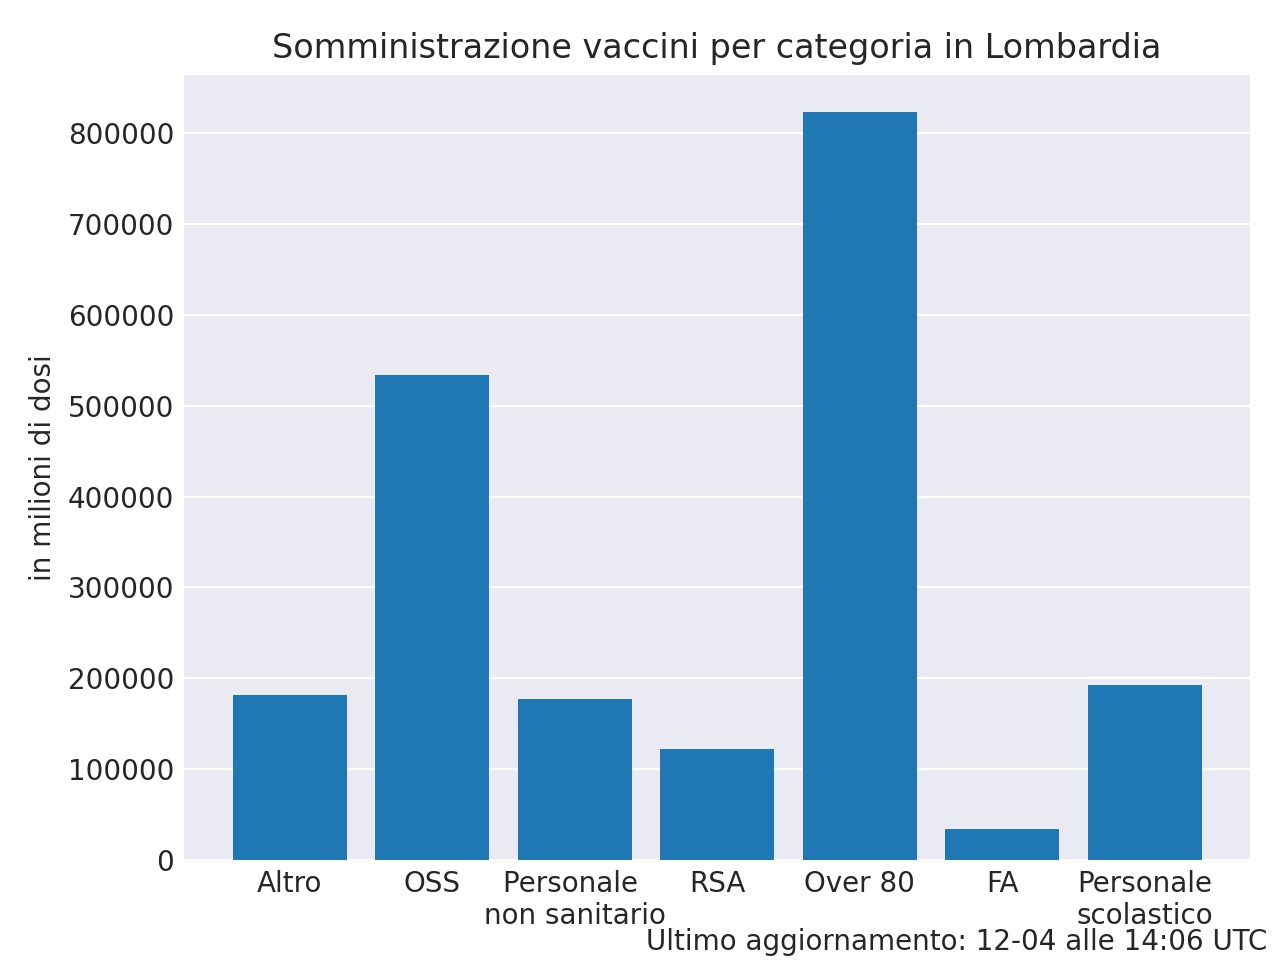 Somministrazione vaccini per categoria in Lombardia
in milioni di dosi
800000
700000
600000
500000
400000
300000
200000
100000
0
Altro
OSS
Personale
non sanitario
RSA
Over 80
FA
Personale
scolastico
Ultimo aggiornamento: 12-04 alle 14:06 UTC